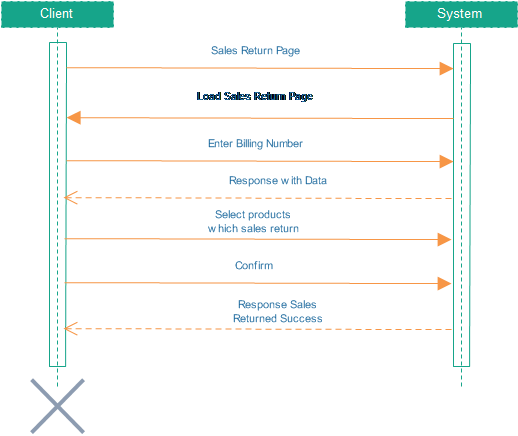 Client
System
Sales Return Page
Load Sales Return Page
Enter Billing Number
Response with Data
Select products
which sales return
Confirm
Response Sales
Returned Success